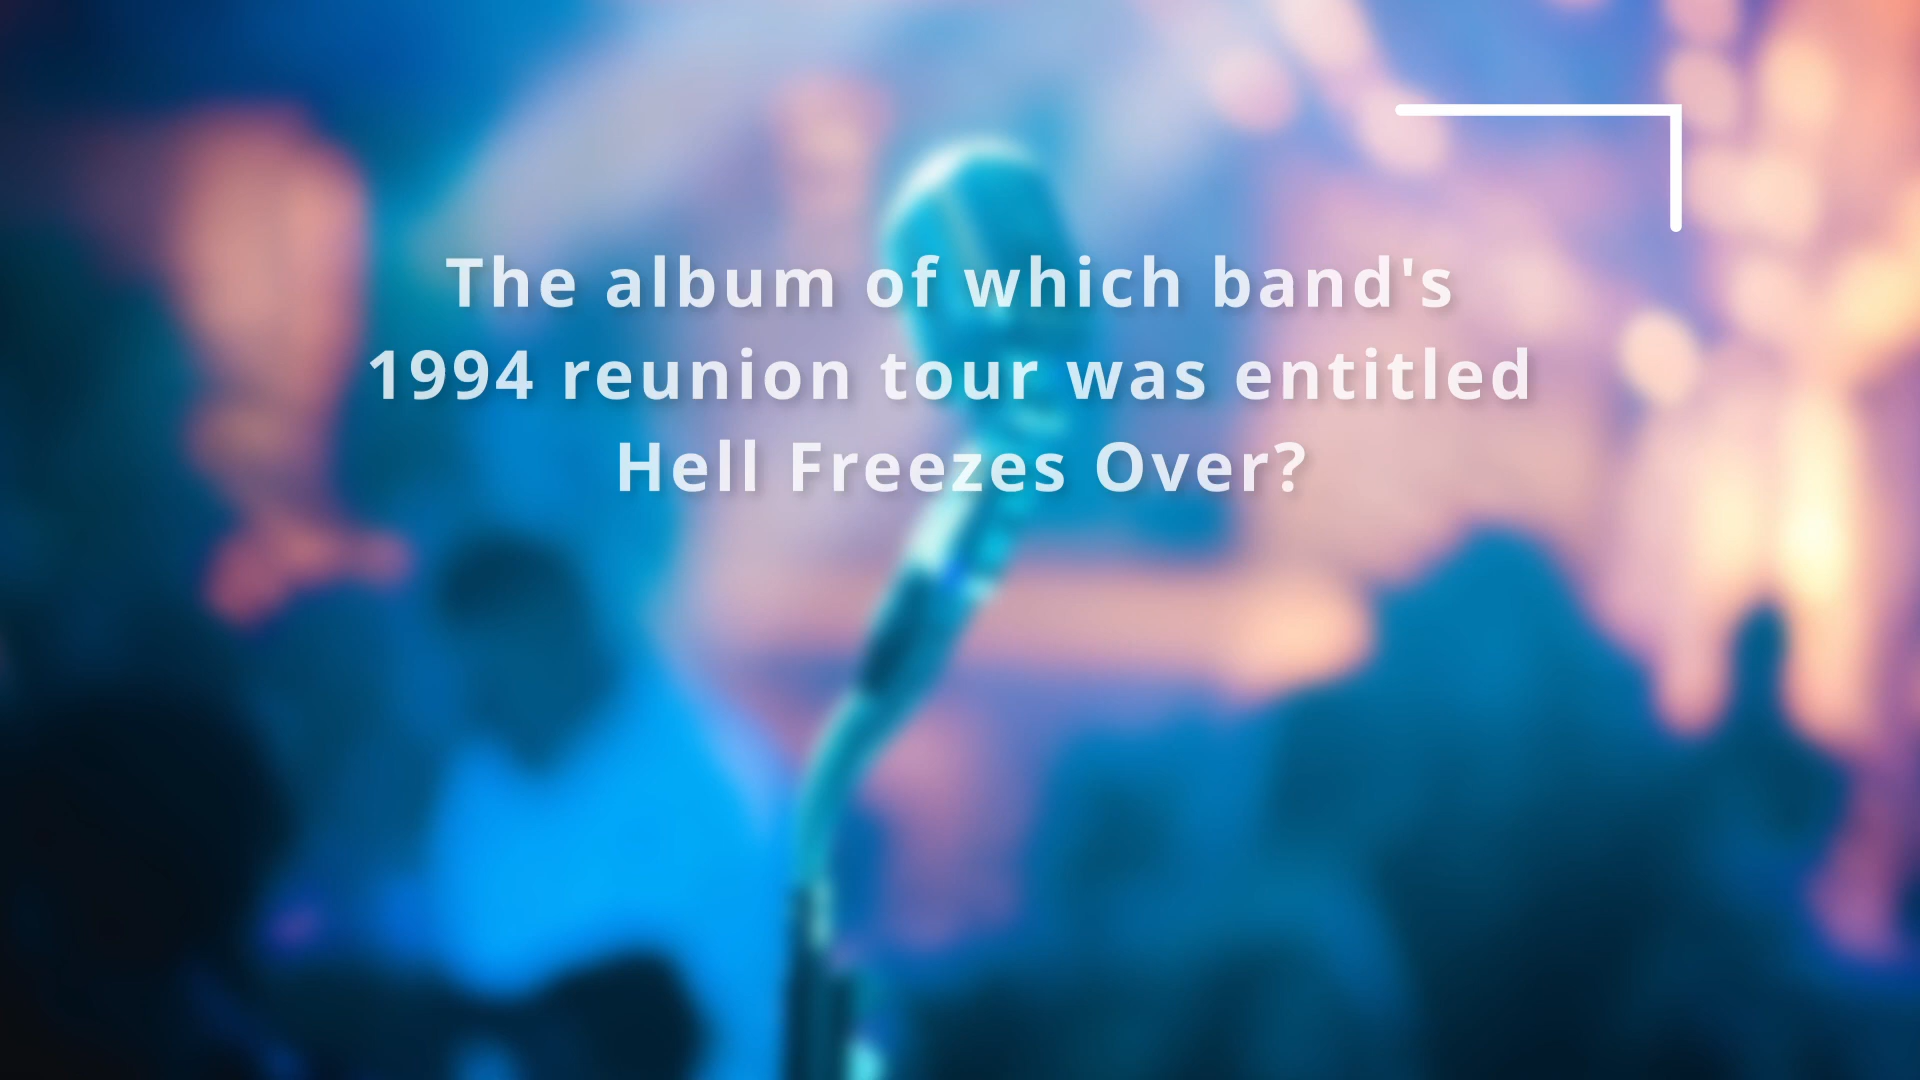 The album of which band's
1994 reunion tour was entitled
Hell Freezes Over?